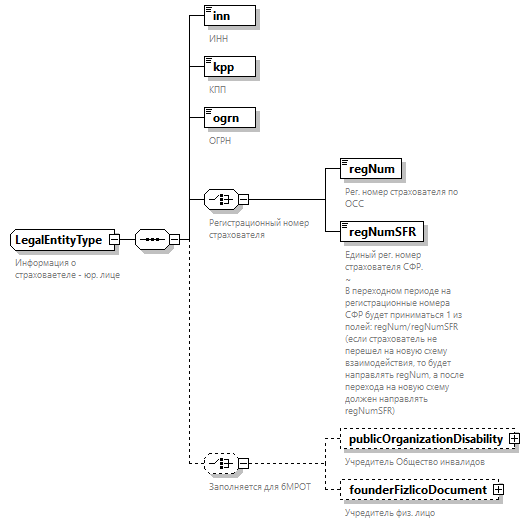 inn
ИНН
kpp
КПП
ogrn
ОГРН
regNum
Рег. номер страхователя по
ОСС
Регистрационный номер
страхователя
regNumSFR
Единый рег. номер
страхователя СФР.
~
В переходном периоде на
регистрационные номера
СФР будет приниматься 1 из
полей: regNum/regNumSFR
(если страхователь не
перешел на новую схему
взаимодействия, то будет
направлять regNum, а после
перехода на новую схему
должен направлять
regNumSFR)
LegalEntityType
Информация о
страховаетеле - юр. лице
publicOrganizationDisability
Учредитель Общество инвалидов
Заполняется для 6МРОТ
founderFizlicoDocument
Учредитель физ. лицо